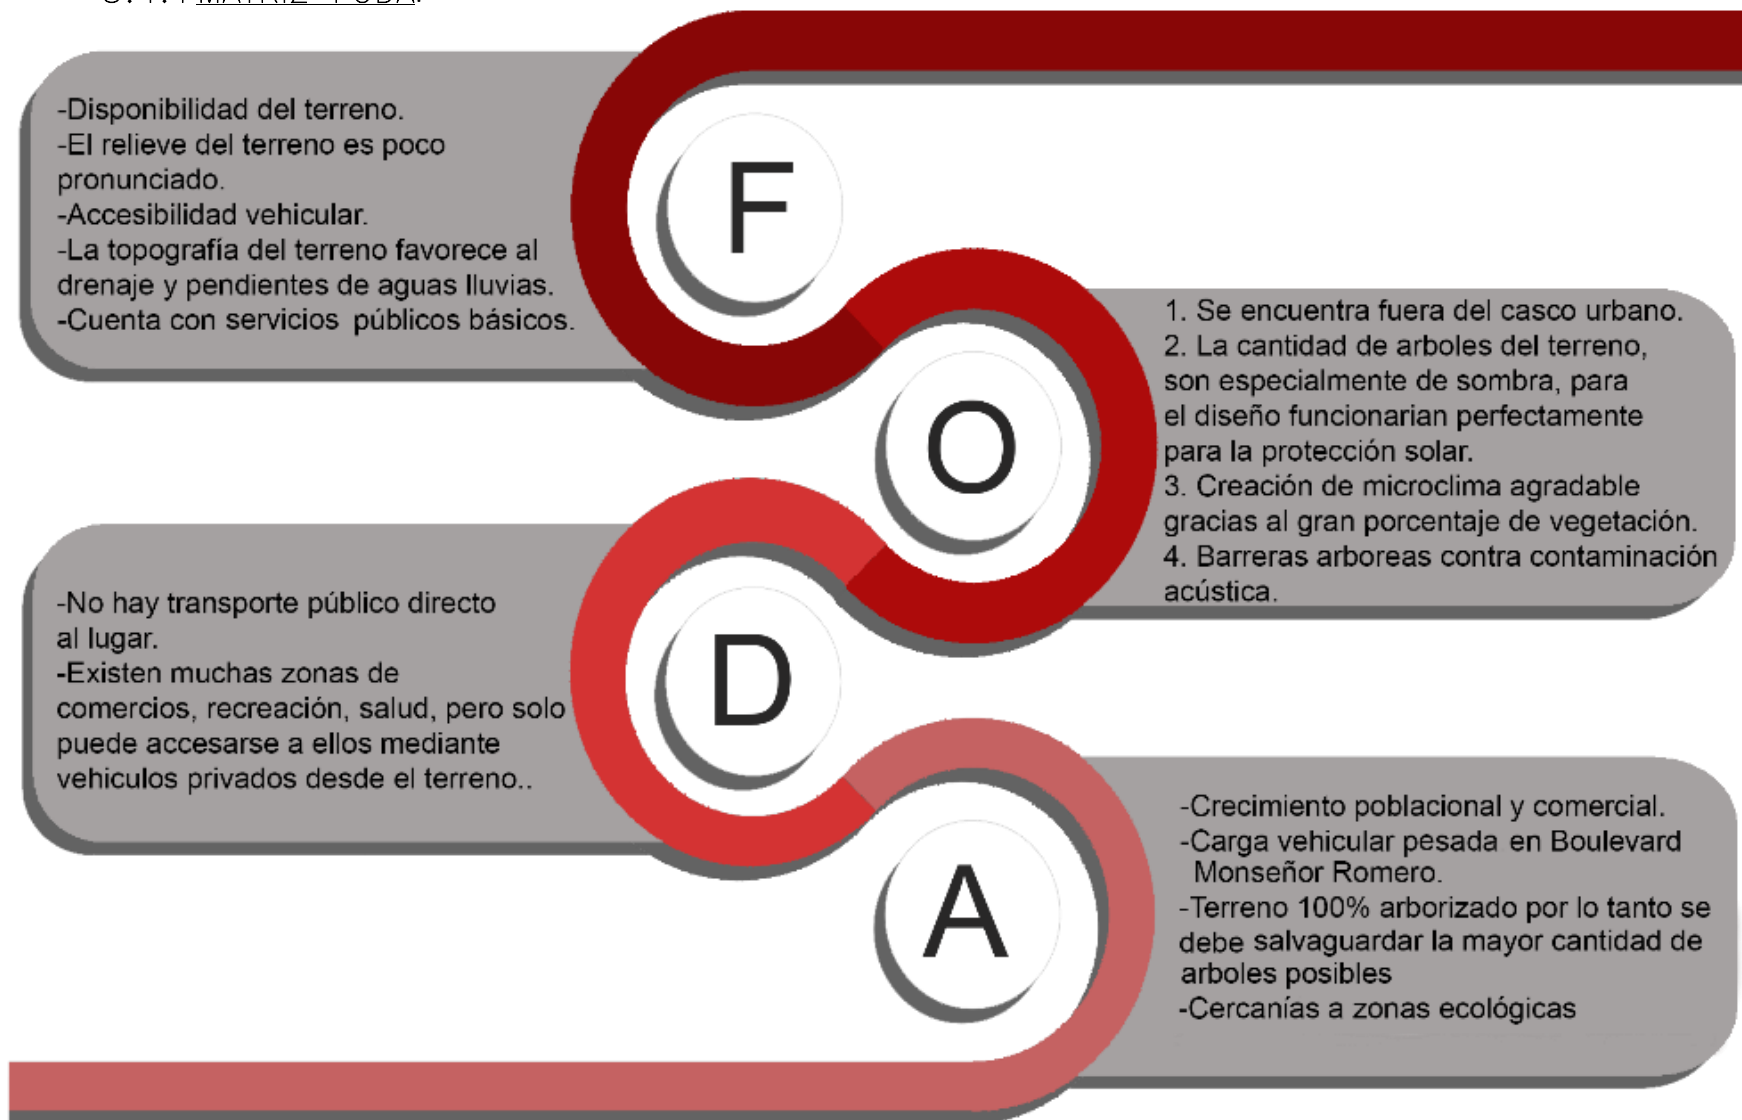 MATRIZ FODA.
-Disponibilidad del terreno.
-El relieve del terreno es poco
pronunciado.
-Accesibilidad vehicular.
-La topografía del terreno favorece al
drenaje y pendientes de aguas lluvias.
-Cuenta con servicios públicos básicos.
F
O
1. Se encuentra fuera del casco urbano.
2. La cantidad de arboles del terreno,
son especialmente de sombra, para
el diseño funcionarian perfectamente
para la protección solar.
3. Creación de microclima agradable
gracias al gran porcentaje de vegetación.
4. Barreras arboreas contra contaminación
acústica.
-No hay transporte público directo
al lugar.
-Existen muchas zonas de
comercios, recreación, salud, pero solo
puede accesarse a ellos mediante
vehiculos privados desde el terreno..
D
A
-Crecimiento poblacional y comercial.
-Carga vehicular pesada en Boulevard
Monseñor Romero.
-Terreno 100% arborizado por lo tanto se
debe salvaguardar la mayor cantidad de
arboles posibles
-Cercanías a zonas ecológicas